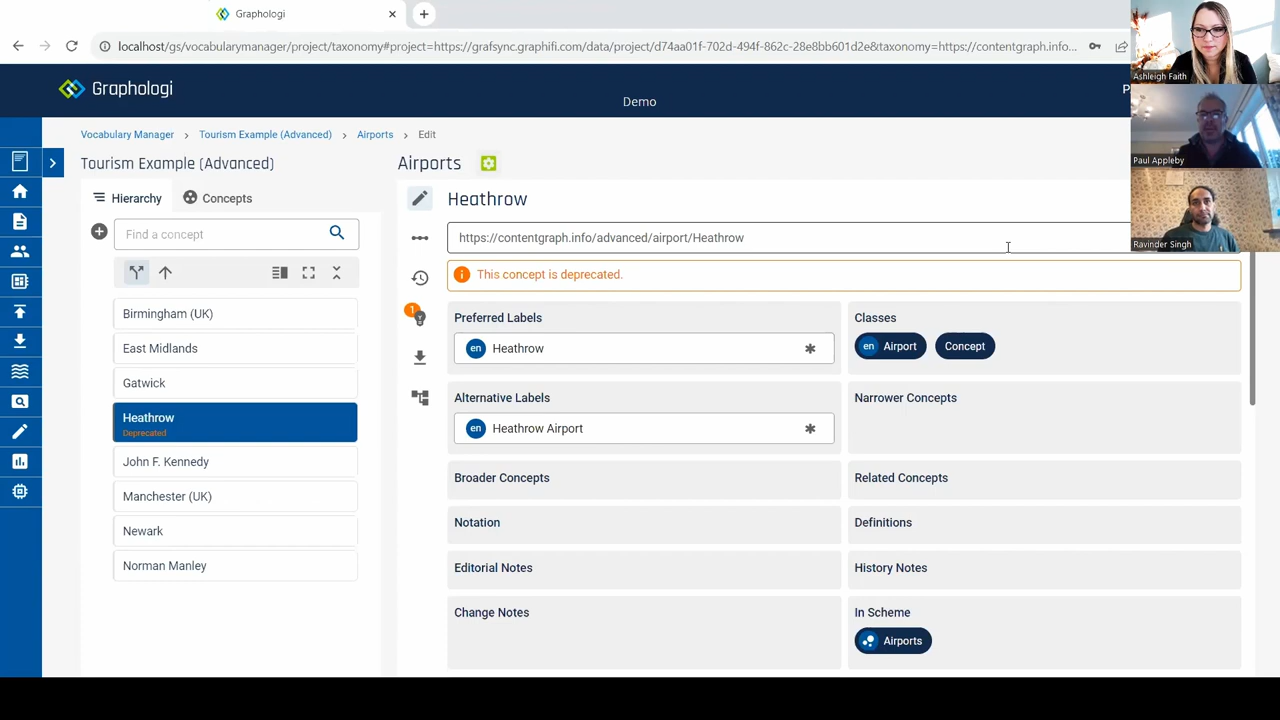 Graphologi
localhost/gs/vocabularymanager/project/taxonomy#project=https://grafsync.graphifi.com/data/project/d74aa01f-702d-494f-862c-28e8bb601d2e&taxonomy=https://contentgraph.info...
Ashleigh Faith
Graphologi
Demo
P
Vocabulary Manager > Tourism Example (Advanced) > Airports > Edit
Paul Appleby
Tourism Example (Advanced)
Airports
Hierarchy
Concepts
Heathrow
Find a concept
https://contentgraph.info/advanced/airport/Heathrow
Ravinder Singh
This concept is deprecated.
Birmingham (UK)
East Midlands
Gatwick
Heathrow
Deprecated
John F. Kennedy
Manchester (UK)
Newark
Norman Manley
1
Preferred Labels
en Heathrow
Classes
en Airport
Concept
Alternative Labels
en Heathrow Airport
Narrower Concepts
Broader Concepts
Related Concepts
Notation
Definitions
Editorial Notes
History Notes
Change Notes
In Scheme
Airports